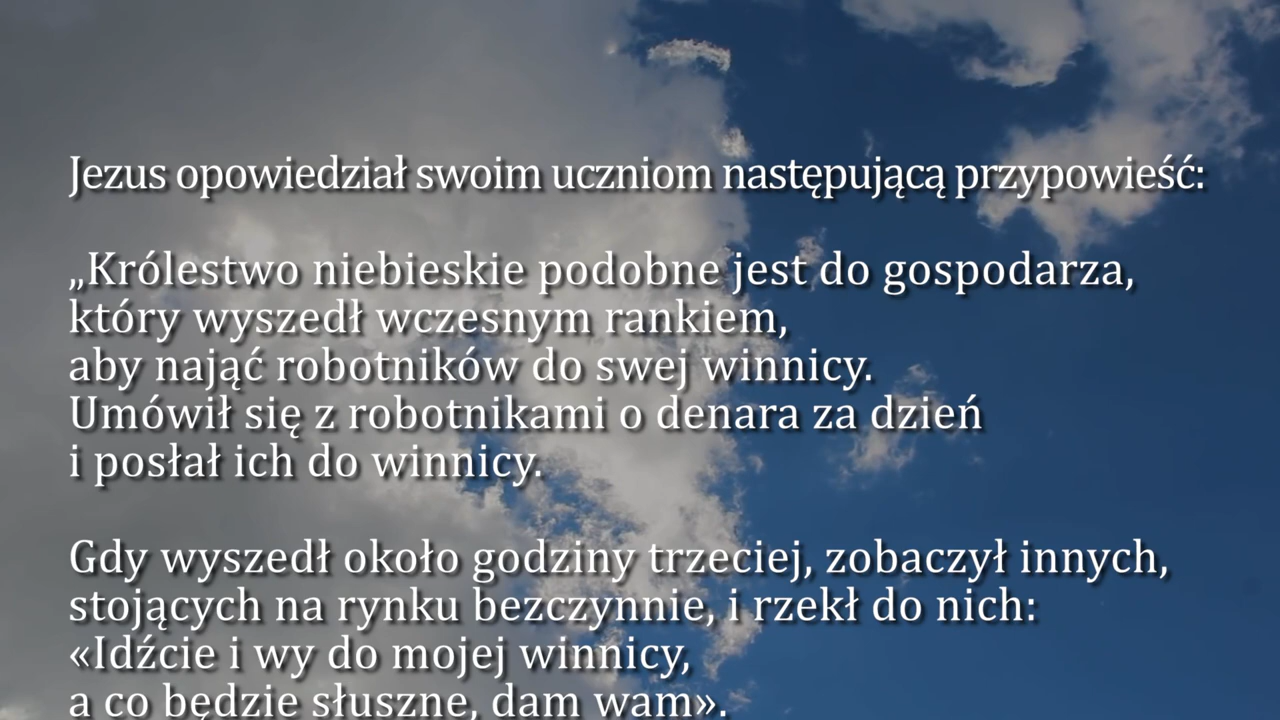 Jezus opowiedział swoim uczniom następującą przypowieść:
„Królestwo niebieskie podobne jest do gospodarza,
który wyszedł wczesnym rankiem,
aby nająć robotników do swej winnicy.
Umówił się z robotnikami o denara za dzień
i posłał ich do winnicy.
Gdy wyszedł około godziny trzeciej, zobaczył innych,
stojących na rynku bezczynnie, i rzekł do nich:
«Idźcie i wy do mojej winnicy,
a co będzie słuszne, dam wam».